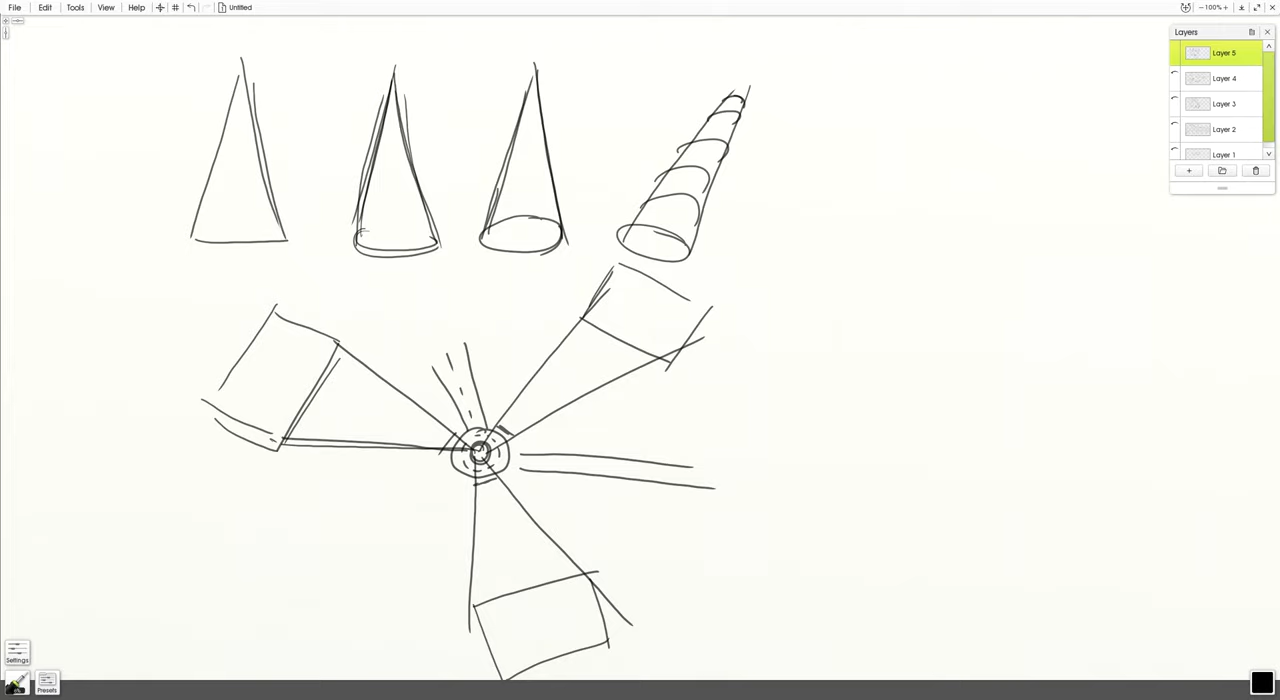 File Edit Tools View Help Untitled −100%+
Layers
Layer 5
Layer 4
Layer 3
Layer 2
Layer 1
Settings
Presets